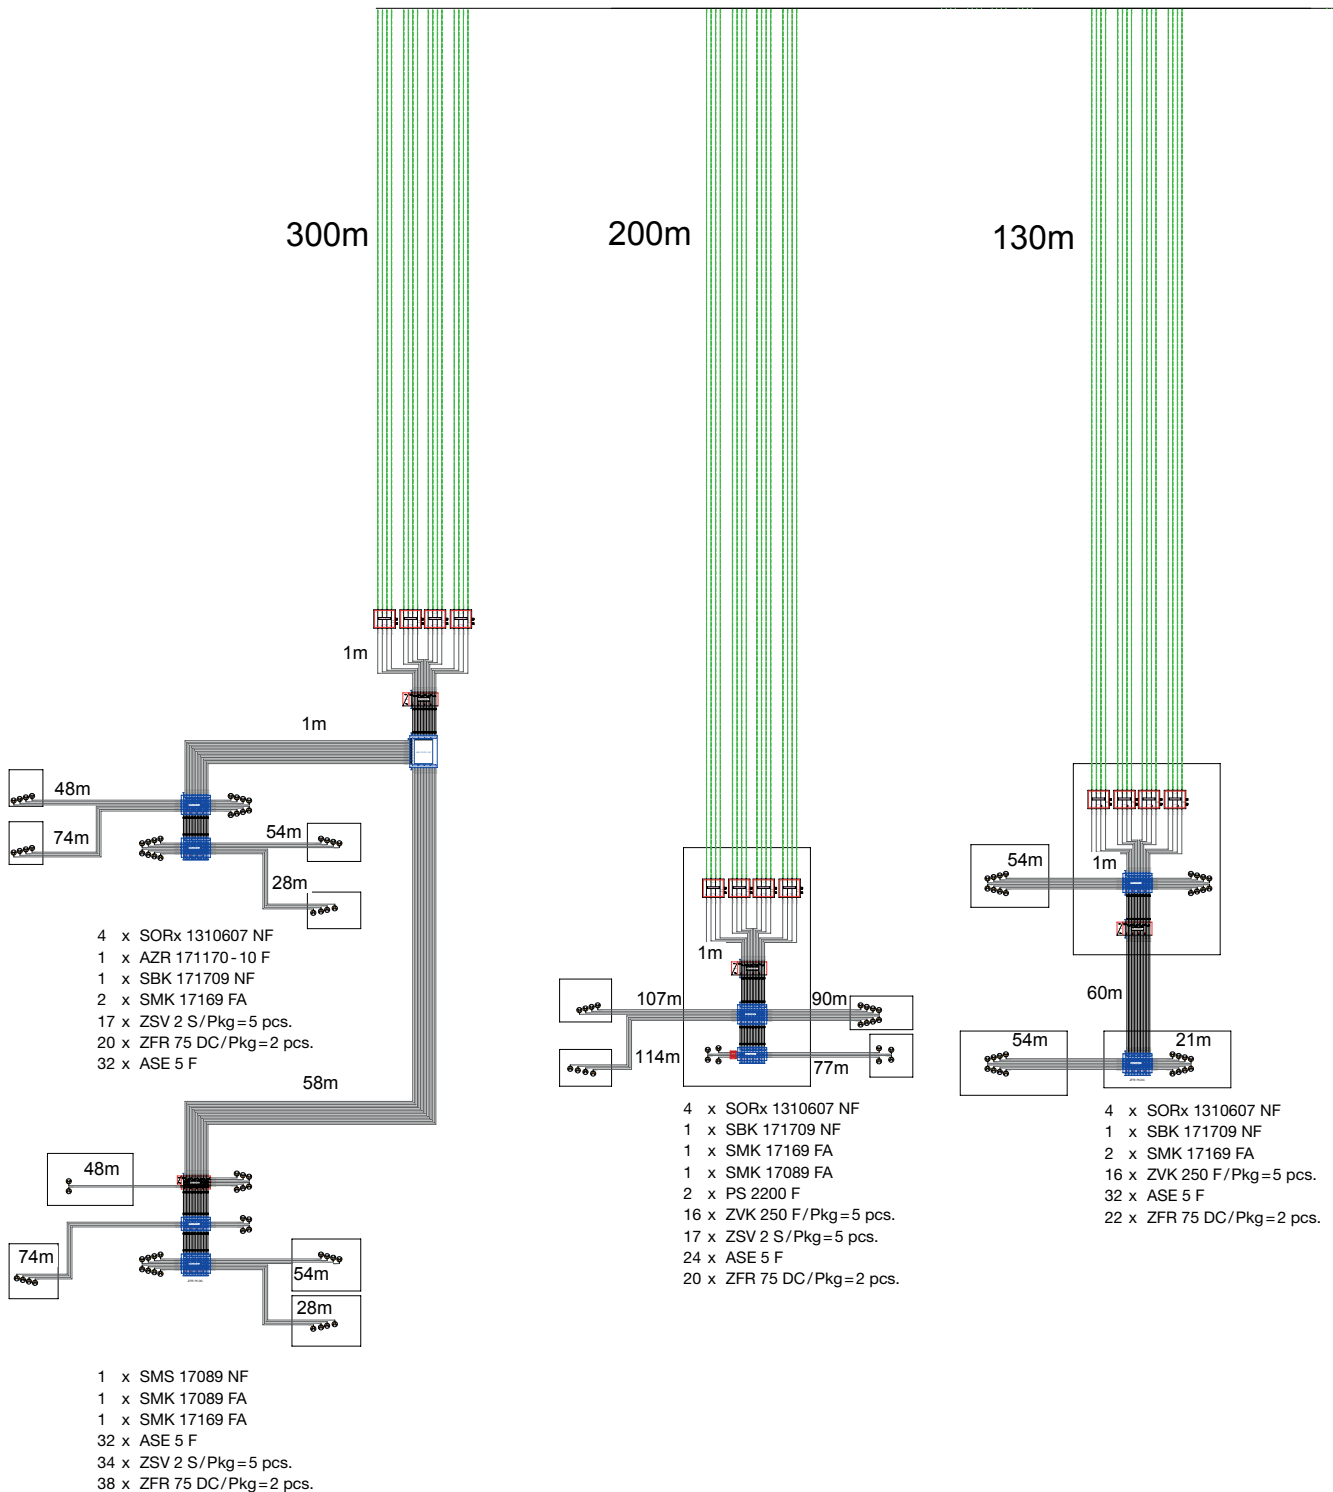 300m
200m
130m
1m
1m
48m
74m
54m
28m
4 x SORx 1310607 NF
1 x AZR 171170-10 F
1 x SBK 171709 NF
2 x SMK 17169 FA
17 x ZSV 2 S/Pkg=5 pcs.
20 x ZFR 75 DC/Pkg=2 pcs.
32 x ASE 5 F
58m
48m
74m
54m
28m
1 x SMS 17089 NF
1 x SMK 17089 FA
1 x SMK 17169 FA
32 x ASE 5 F
34 x ZSV 2 S/Pkg=5 pcs.
38 x ZFR 75 DC/Pkg=2 pcs.
1m
107m
90m
114m
77m
4 x SORx 1310607 NF
1 x SBK 171709 NF
1 x SMK 17169 FA
1 x SMK 17089 FA
2 x PS 2200 F
16 x ZVK 250 F/Pkg=5 pcs.
17 x ZSV 2 S/Pkg=5 pcs.
24 x ASE 5 F
20 x ZFR 75 DC/Pkg=2 pcs.
54m
1m
60m
54m
21m
4 x SORx 1310607 NF
1 x SBK 171709 NF
2 x SMK 17169 FA
16 x ZVK 250 F/Pkg=5 pcs.
32 x ASE 5 F
22 x ZFR 75 DC/Pkg=2 pcs.